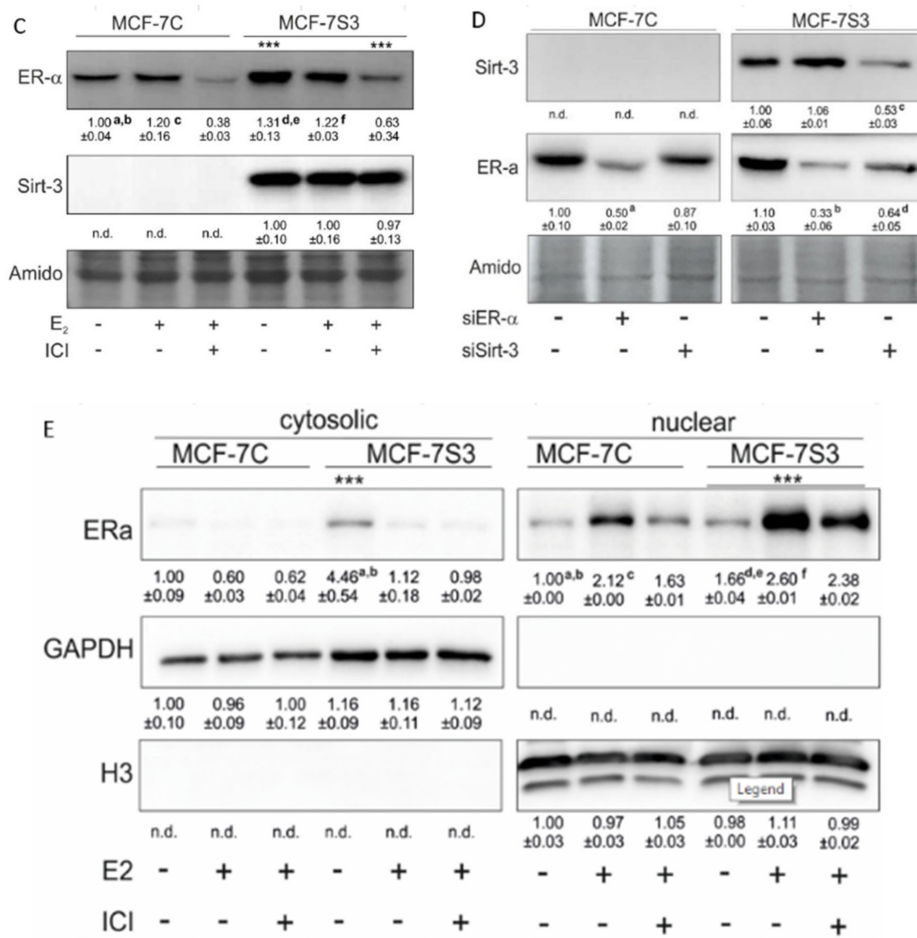 C
MCF-7C MCF-7S3
*** ***
ER-α
1.00 a,b 1.20 c 0.38 1.31 d,e 1.22 f 0.63
±0.04 ±0.16 ±0.03 ±0.13 ±0.03 ±0.34
Sirt-3
n.d. n.d. n.d. 1.00 1.00 0.97
±0.10 ±0.16 ±0.13
Amido
E2 - + + - + +
ICI - - + - - +
D
MCF-7C MCF-7S3
Sirt-3
n.d. n.d. n.d. 1.00 1.06 0.53 c
±0.06 ±0.01 ±0.03
ER-a
1.00 0.50 a 0.87 1.10 0.33 b 0.64 d
±0.10 ±0.02 ±0.10 ±0.03 ±0.06 ±0.05
Amido
siER-α - + - - + -
siSirt-3 - - + - - +
E
cytosolic nuclear
MCF-7C MCF-7S3 MCF-7C MCF-7S3
*** ***
ERa
1.00 0.60 0.62 4.46 a,b 1.12 0.98 1.00 a,b 2.12 c 1.63 1.66 d,e 2.60 f 2.38
±0.09 ±0.03 ±0.04 ±0.54 ±0.18 ±0.02 ±0.00 ±0.00 ±0.01 ±0.04 ±0.01 ±0.02
GAPDH
1.00 0.96 1.00 1.16 1.16 1.12 n.d. n.d. n.d. n.d. n.d. n.d.
±0.10 ±0.09 ±0.12 ±0.09 ±0.11 ±0.09
H3
Legend
n.d. n.d. n.d. n.d. n.d. n.d. 1.00 0.97 1.05 0.98 1.11 0.99
±0.03 ±0.03 ±0.03 ±0.00 ±0.03 ±0.02
E2 - + + - + + - + + - + +
ICI - - + - - + - - + - - +